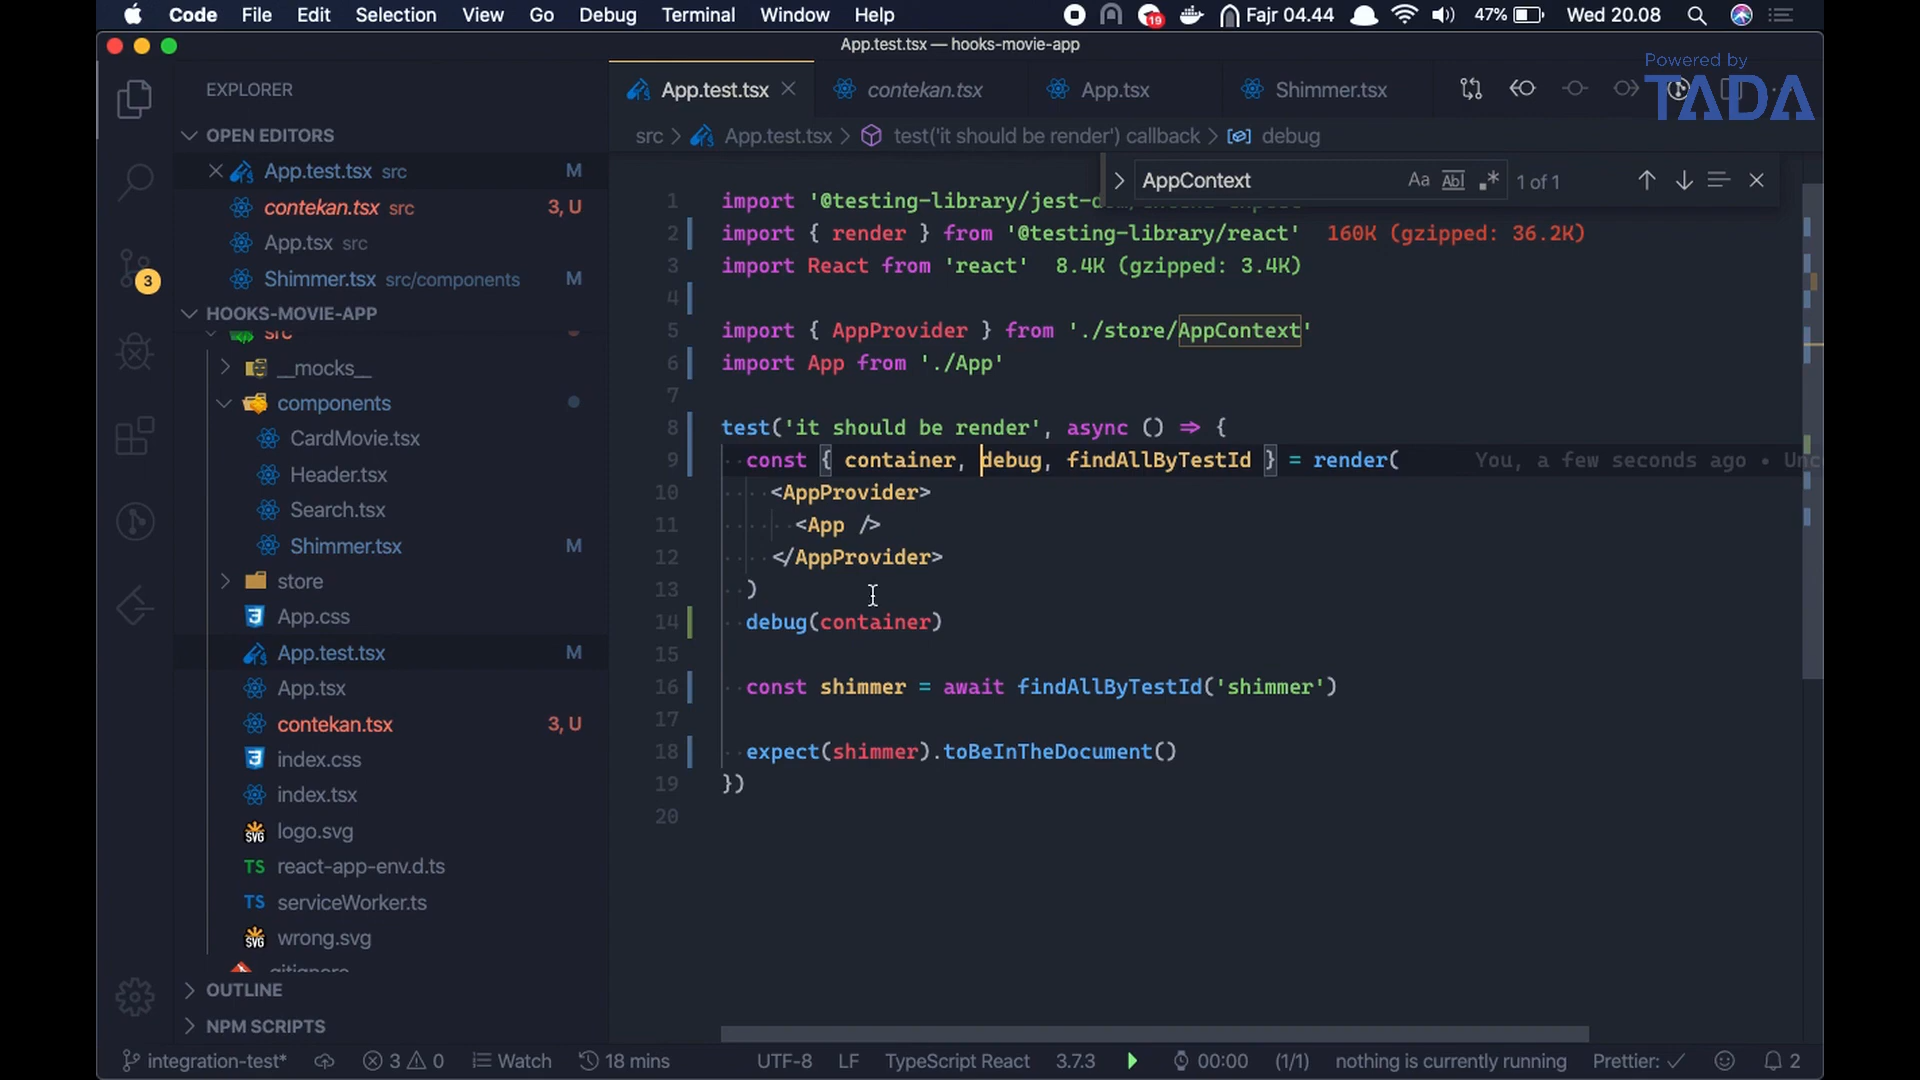 Code File Edit Selection View Go Debug Terminal Window Help
19 Fajr 04.44 47% Wed 20.08
App.test.tsx — hooks-movie-app
Powered by
TADA
EXPLORER
App.test.tsx contekan.tsx App.tsx Shimmer.tsx
OPEN EDITORS
src > App.test.tsx > test('it should be render') callback > debug
App.test.tsx src M
contekan.tsx src 3, U
App.tsx src
Shimmer.tsx src/components M
HOOKS-MOVIE-APP
src
__mocks__
components
CardMovie.tsx
Header.tsx
Search.tsx
Shimmer.tsx M
store
App.css
App.test.tsx M
App.tsx
contekan.tsx 3, U
index.css
index.tsx
logo.svg
react-app-env.d.ts
serviceWorker.ts
wrong.svg
.gitignore
OUTLINE
NPM SCRIPTS
3
AppContext Aa Abl .* 1 of 1
1 import '@testing-library/jest-d
2 import { render } from '@testing-library/react' 160K (gzipped: 36.2K)
3 import React from 'react' 8.4K (gzipped: 3.4K)
4
5 import { AppProvider } from './store/AppContext'
6 import App from './App'
7
8 test('it should be render', async () => {
9 const { container, debug, findAllByTestId } = render( You, a few seconds ago • Unc
10 <AppProvider>
11 <App />
12 </AppProvider>
13 )
14 debug(container)
15
16 const shimmer = await findAllByTestId('shimmer')
17
18 expect(shimmer).toBeInTheDocument()
19 })
20
integration-test* 3 0 Watch 18 mins UTF-8 LF TypeScript React 3.7.3 00:00 (1/1) nothing is currently running Prettier: ✓ 2